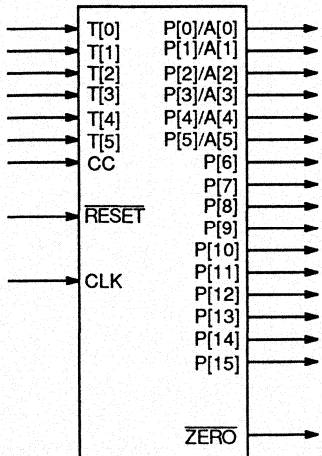 T[0] P[0]/A[0]
T[1] P[1]/A[1]
T[2] P[2]/A[2]
T[3] P[3]/A[3]
T[4] P[4]/A[4]
T[5] P[5]/A[5]
CC P[6]
P[7]
P[8]
RESET
P[9]
P[10]
P[11]
CLK
P[12]
P[13]
P[14]
P[15]
ZERO